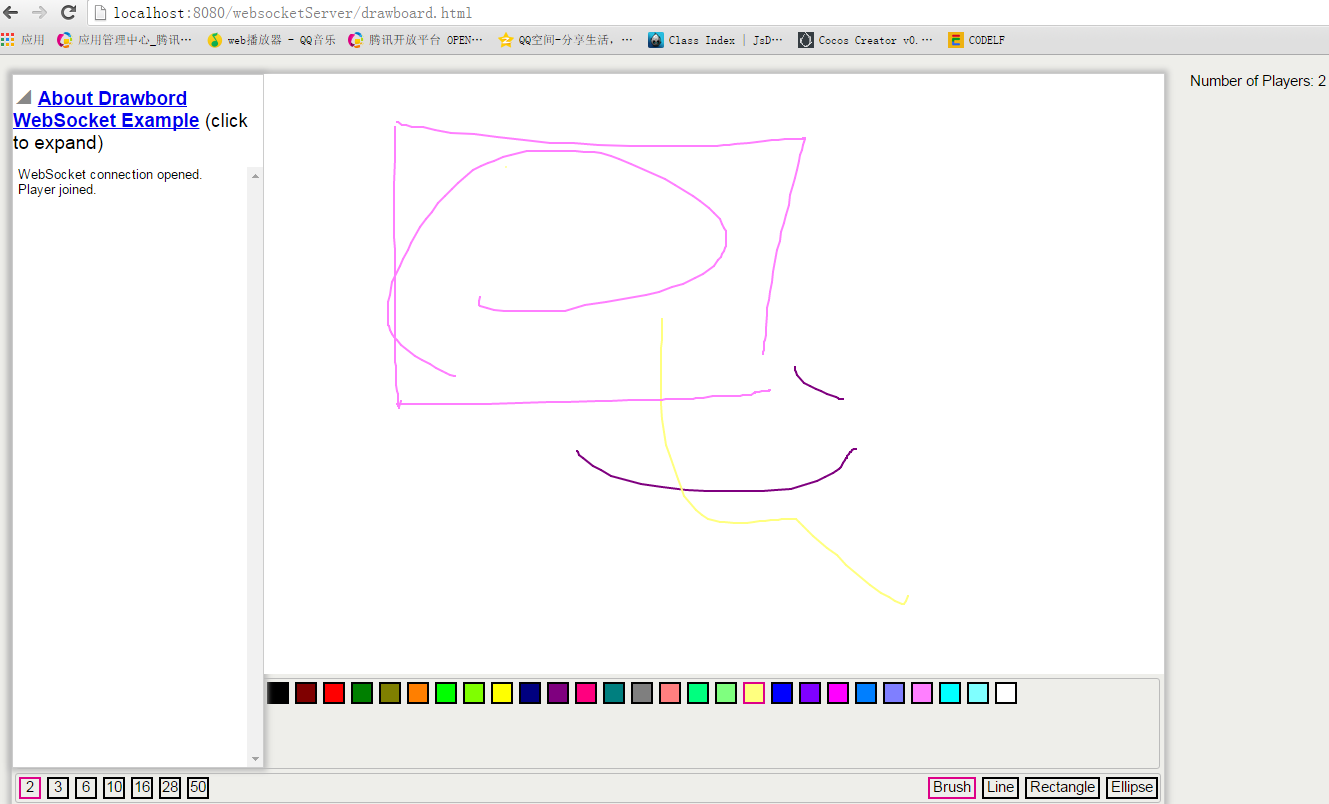 localhost:8080/websocketServer/drawboard.html
应用 应用管理中心_腾讯… web播放器 - QQ音乐 腾讯开放平台 OPEN… QQ空间-分享生活，… Class Index | JsD… Cocos Creator v0.… CODELF
Number of Players: 2
About Drawbord
WebSocket Example (click
to expand)
WebSocket connection opened.
Player joined.
2 3 6 10 16 28 50 Brush Line Rectangle Ellipse